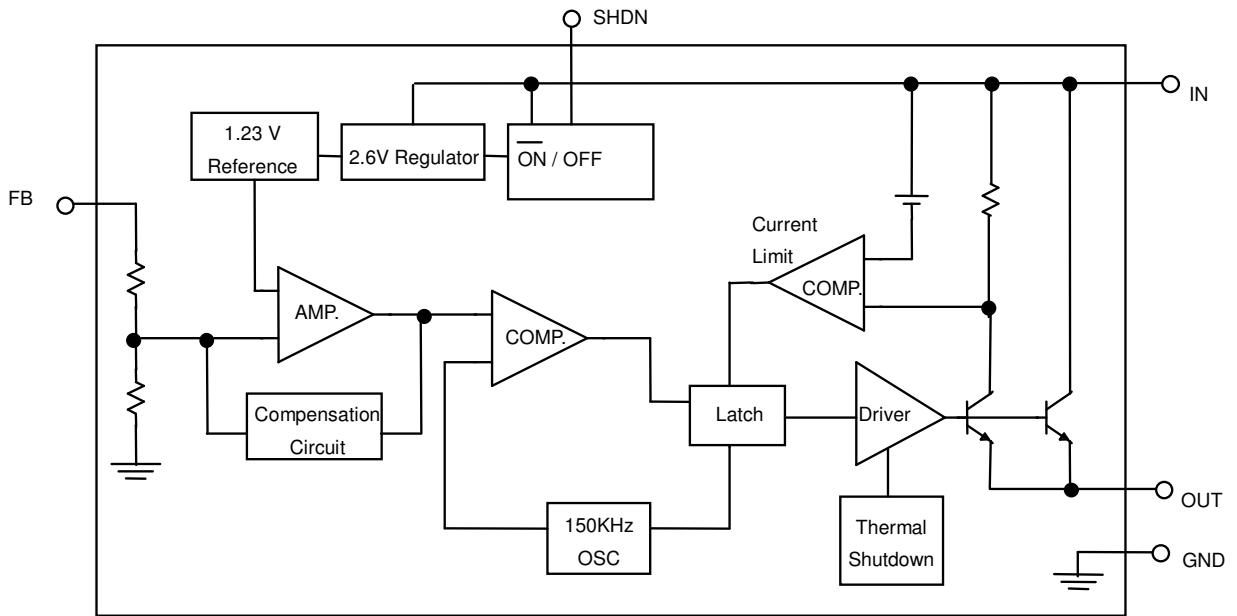 SHDN
IN
1.23 V
Reference
2.6V Regulator
O̅N̅ / OFF
FB
Current
Limit
COMP.
AMP.
COMP.
Compensation
Circuit
Latch
Driver
150KHz
OSC
Thermal
Shutdown
OUT
GND